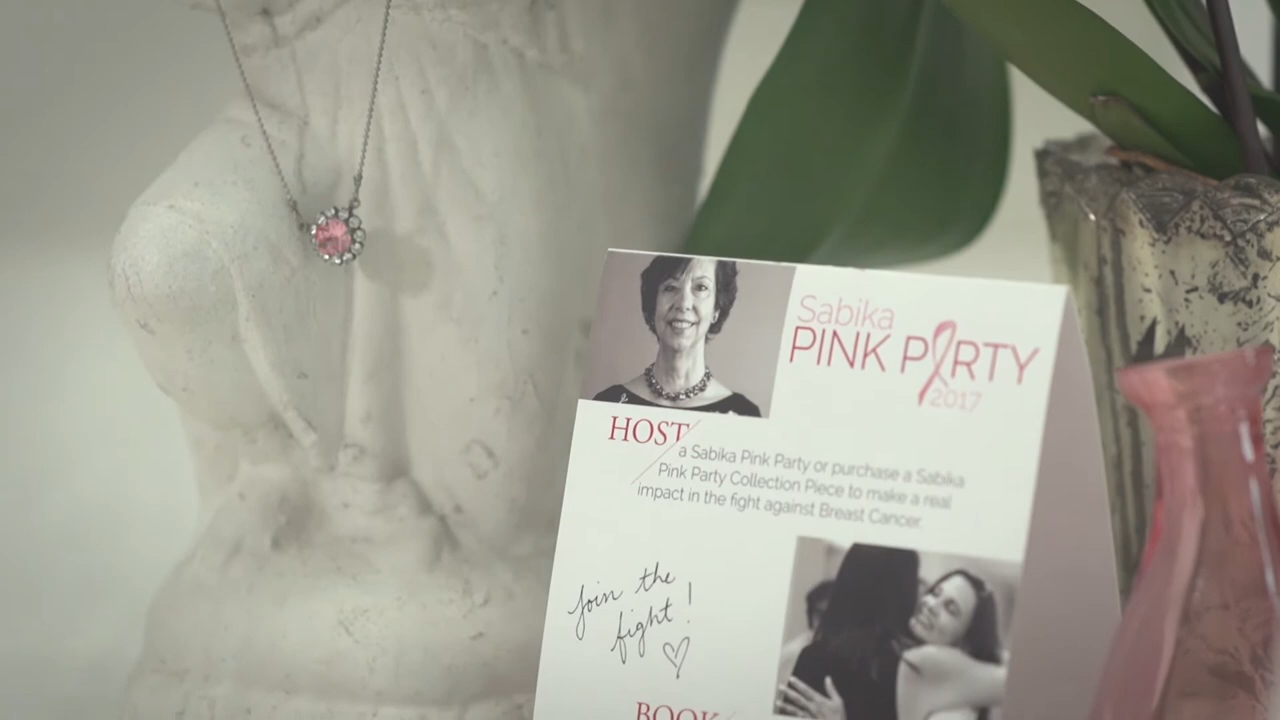 Sabika
PINK PARTY
2017
HOST
a Sabika Pink Party or purchase a Sabika
Pink Party Collection Piece to make a real
impact in the fight against Breast Cancer.
Join the
fight!
BOOK